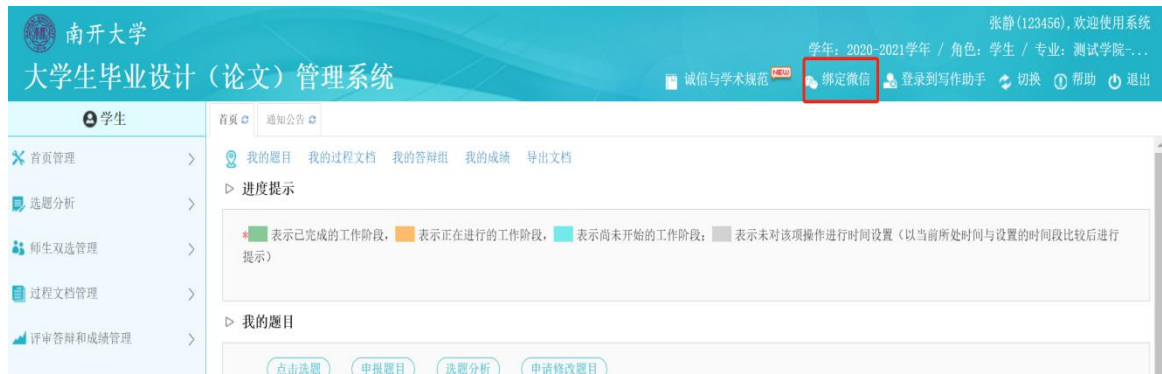 南开大学
大学生毕业设计（论文）管理系统
张静(123456),欢迎使用系统
学年：2020-2021学年 / 角色：学生 / 专业：测试学院-...
诚信与学术规范 NEW 绑定微信 登录到写作助手 切换 帮助 退出
学生
首页 通知公告
首页管理
选题分析
师生双选管理
过程文档管理
评审答辩和成绩管理
我的题目 我的过程文档 我的答辩组 我的成绩 导出文档
进度提示
* 表示已完成的工作阶段， 表示正在进行的工作阶段， 表示尚未开始的工作阶段； 表示未对该项操作进行时间设置（以当前所处时间与设置的时间段比较后进行
提示）
我的题目
点击选题 申报题目 选题分析 申请修改题目